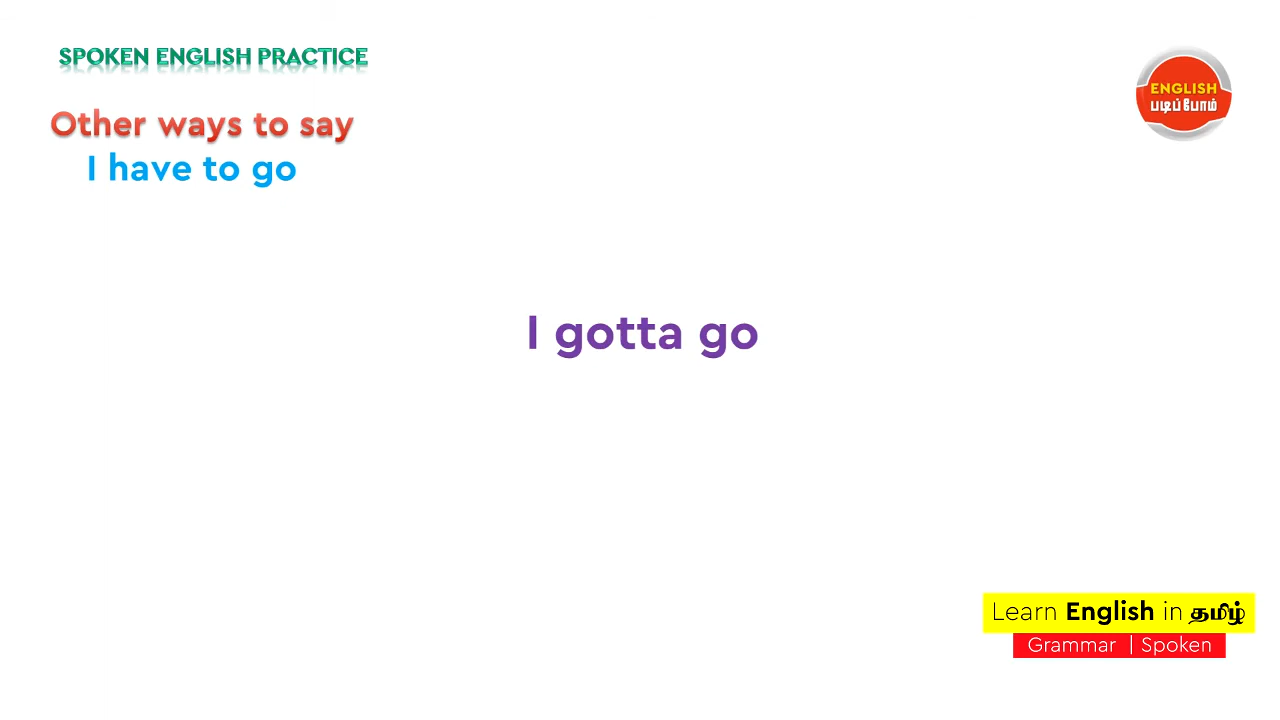 SPOKEN ENGLISH PRACTICE
Other ways to say
I have to go
ENGLISH
படிப்போம்
I gotta go
Learn English in தமிழ்
Grammar | Spoken